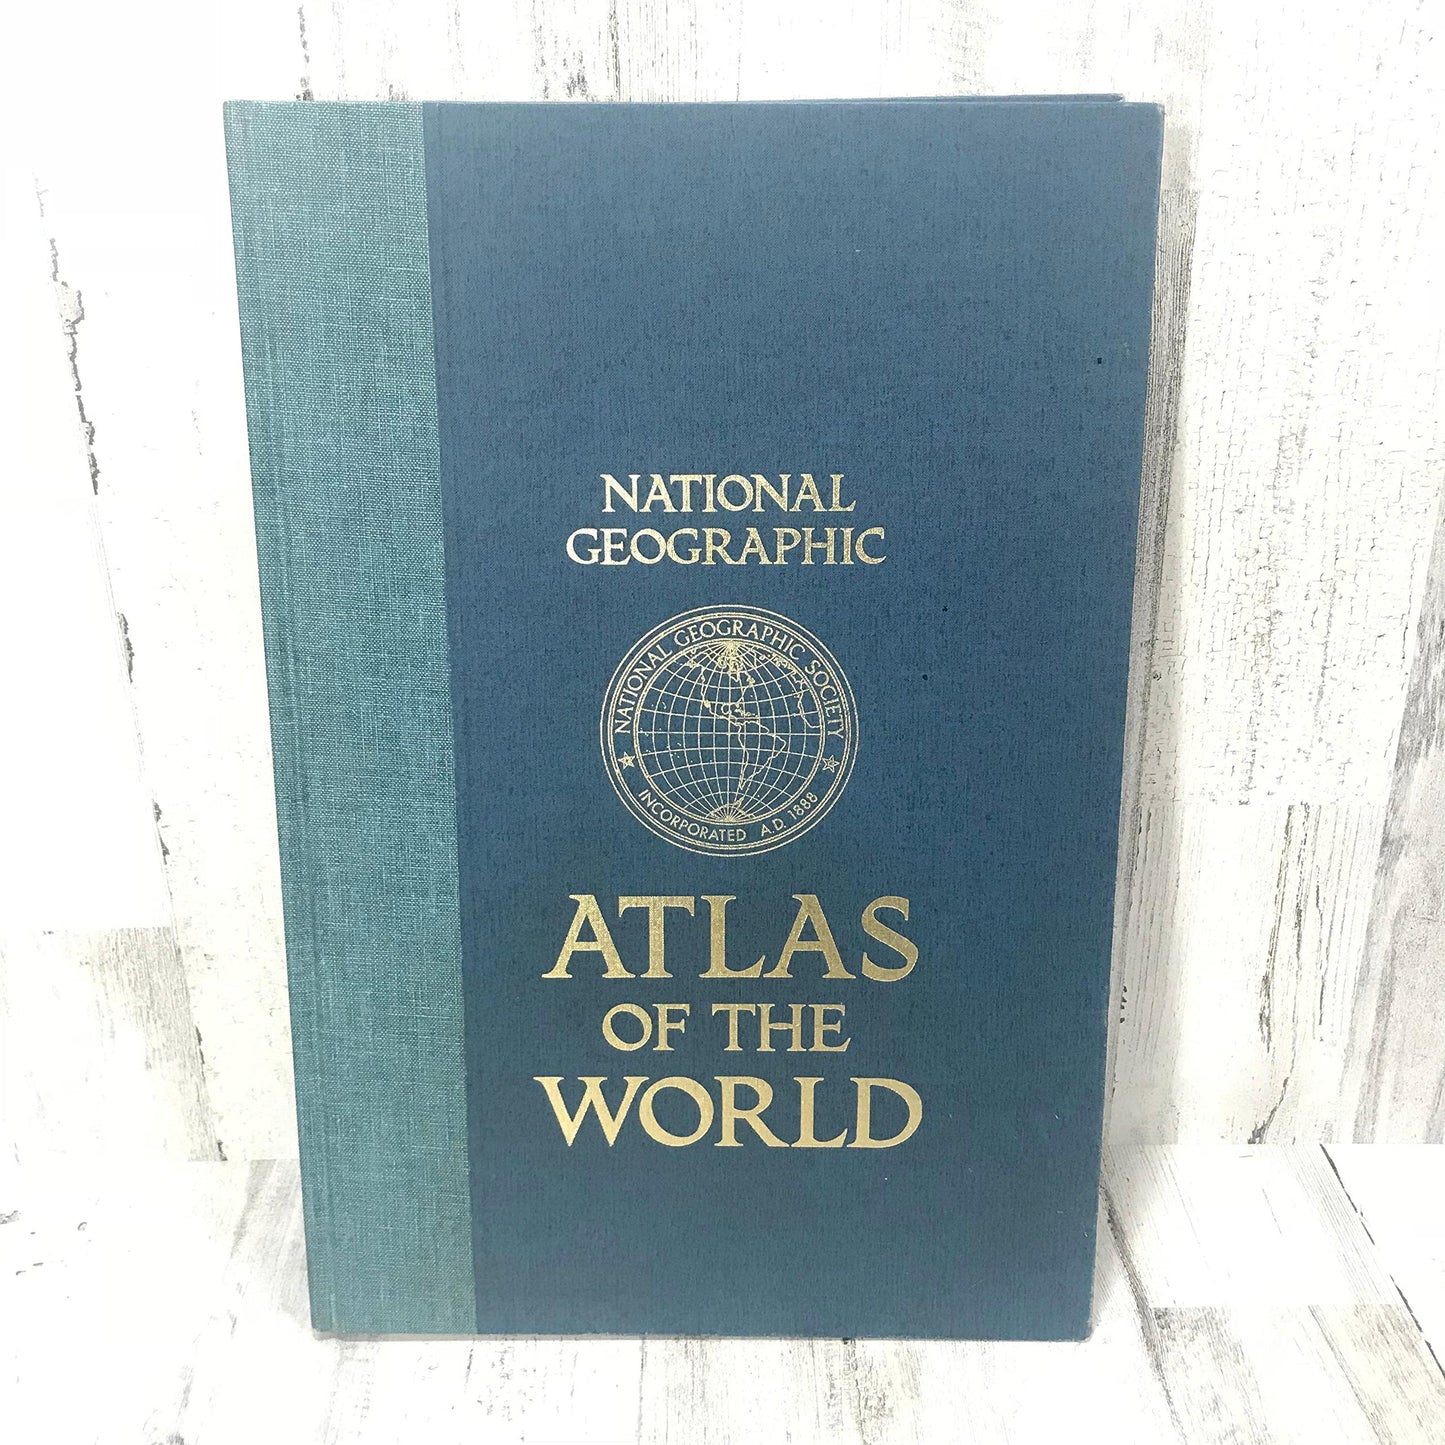 NATIONAL
GEOGRAPHIC
NATIONAL GEOGRAPHIC SOCIETY
INCORPORATED A.D. 1888
ATLAS
OF THE
WORLD